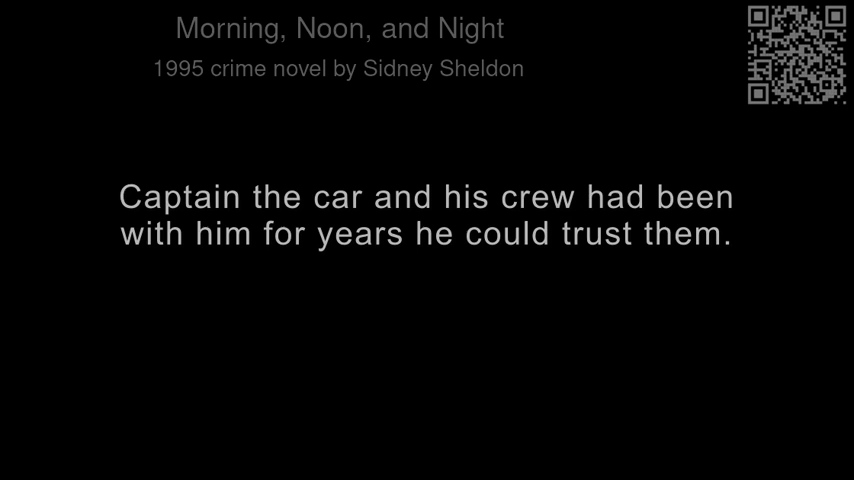 Morning, Noon, and Night
1995 crime novel by Sidney Sheldon
Captain the car and his crew had been
with him for years he could trust them.